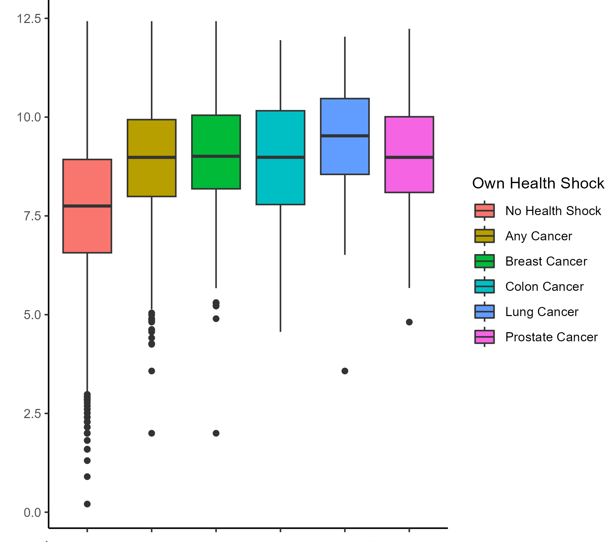 12.5
10.0
7.5
5.0
2.5
0.0
Own Health Shock
No Health Shock
Any Cancer
Breast Cancer
Colon Cancer
Lung Cancer
Prostate Cancer